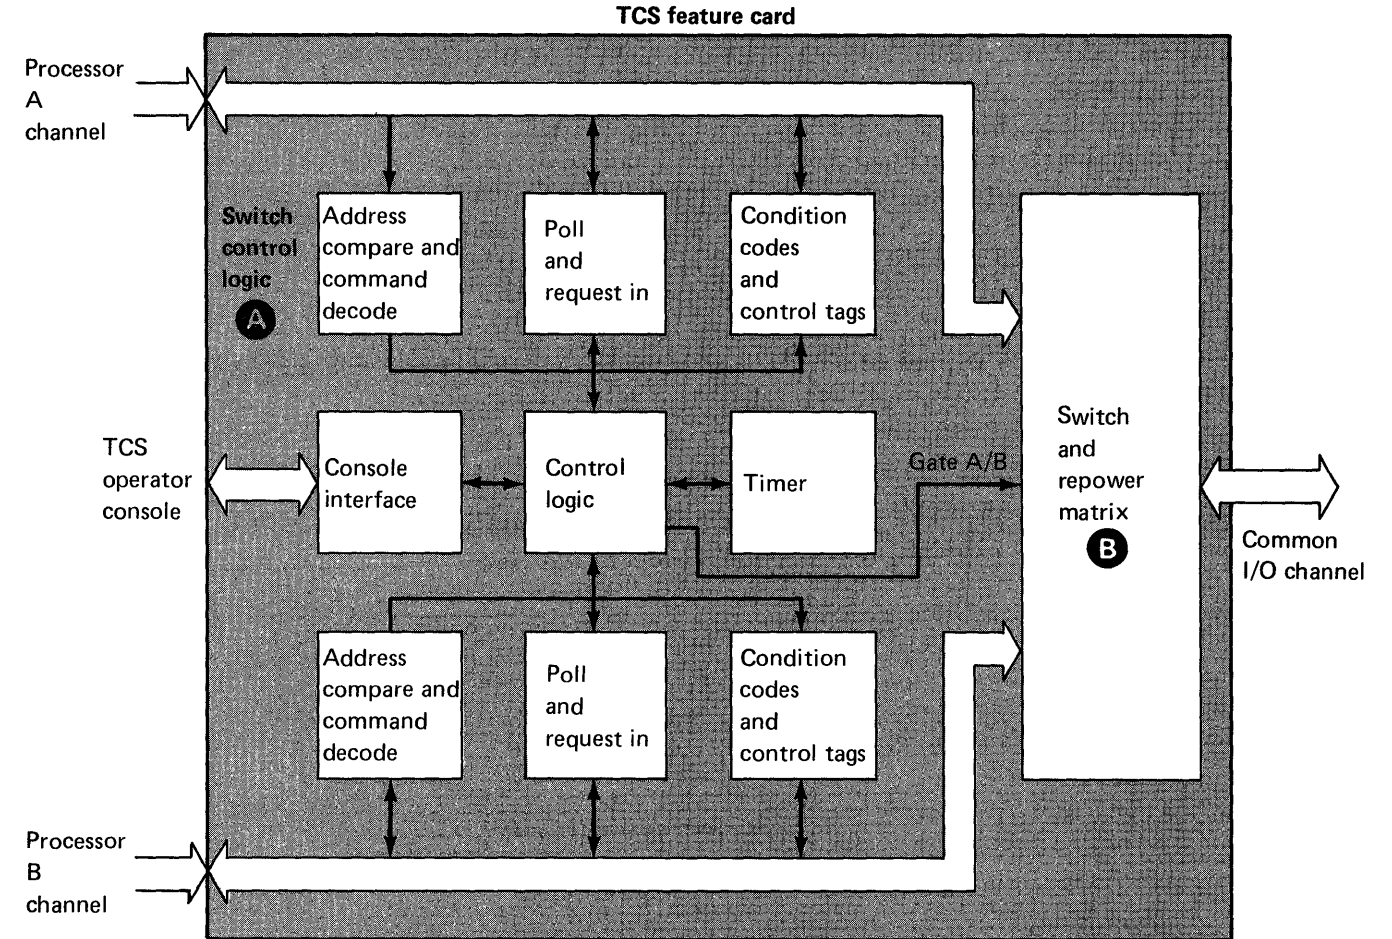 TCS feature card
Processor
A
channel
Switch
control
logic
A
Address
compare and
command
decode
Poll
and
request in
Condition
codes
and
control tags
TCS
operator
console
Console
interface
Control
logic
Timer
Gate A/B
Switch
and
repower
matrix
B
Common
I/O channel
Address
compare and
command
decode
Poll
and
request in
Condition
codes
and
control tags
Processor
B
channel